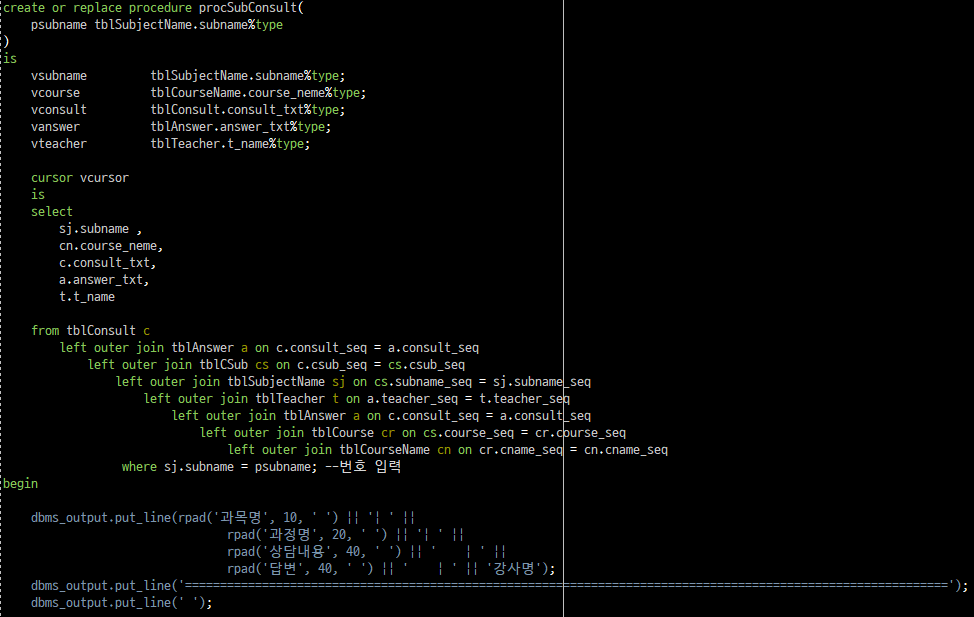 create or replace procedure procSubConsult(
    psubname tblSubjectName.subname%type
)
is
    vsubname         tblSubjectName.subname%type;
    vcourse          tblCourseName.course_neme%type;
    vconsult         tblConsult.consult_txt%type;
    vanswer          tblAnswer.answer_txt%type;
    vteacher         tblTeacher.t_name%type;
    cursor vcursor
    is
    select
        sj.subname ,
        cn.course_neme,
        c.consult_txt,
        a.answer_txt,
        t.t_name
    from tblConsult c
        left outer join tblAnswer a on c.consult_seq = a.consult_seq
            left outer join tblCSub cs on c.csub_seq = cs.csub_seq
                left outer join tblSubjectName sj on cs.subname_seq = sj.subname_seq
                    left outer join tblTeacher t on a.teacher_seq = t.teacher_seq
                        left outer join tblAnswer a on c.consult_seq = a.consult_seq
                            left outer join tblCourse cr on cs.course_seq = cr.course_seq
                                left outer join tblCourseName cn on cr.cname_seq = cn.cname_seq
                 where sj.subname = psubname; --번호 입력
begin
    dbms_output.put_line(rpad('과목명', 10, ' ') || '| ' ||
                                rpad('과정명', 20, ' ') || '| ' ||
                                rpad('상담내용', 40, ' ') || '    | ' ||
                                rpad('답변', 40, ' ') || '    | ' || '강사명');
    dbms_output.put_line('=============================================================================================================');
    dbms_output.put_line(' ');